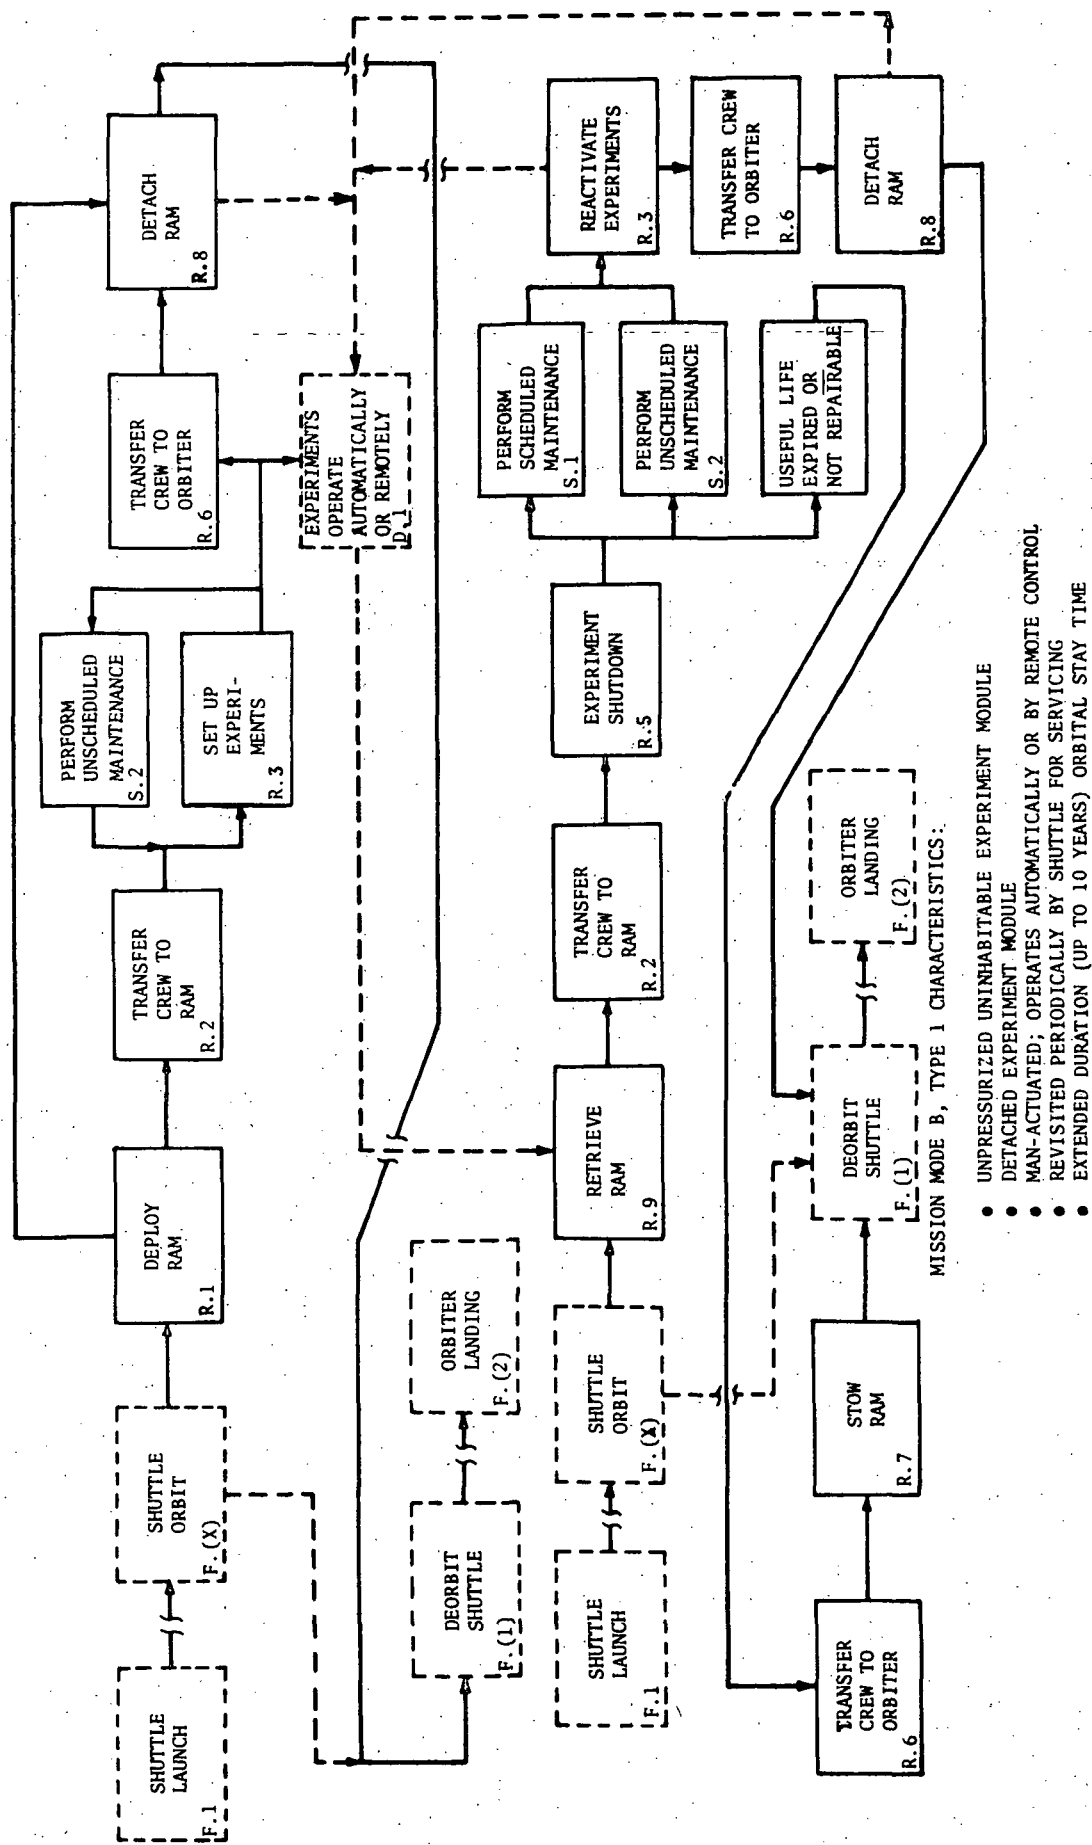 SHUTTLE
LAUNCH
F.1
SHUTTLE
ORBIT
F.(X)
DEPLOY
RAM
R.1
TRANSFER
CREW TO
RAM
R.2
PERFORM
UNSCHEDULED
MAINTENANCE
S.2
SET UP
EXPERI-
MENTS
R.3
TRANSFER
CREW TO
ORBITER
R.6
DETACH
RAM
R.8
EXPERIMENTS
OPERATE
AUTOMATICALLY
OR REMOTELY
D.1
DEORBIT
SHUTTLE
F.(1)
ORBITER
LANDING
F.(2)
SHUTTLE
LAUNCH
F.1
SHUTTLE
ORBIT
F.(X)
RETRIEVE
RAM
R.9
TRANSFER
CREW TO
RAM
R.2
EXPERIMENT
SHUTDOWN
R.5
PERFORM
SCHEDULED
MAINTENANCE
S.1
PERFORM
UNSCHEDULED
MAINTENANCE
S.2
USEFUL LIFE
EXPIRED OR
NOT REPAIRABLE
REACTIVATE
EXPERIMENTS
R.3
TRANSFER CREW
TO ORBITER
R.6
DETACH
RAM
R.8
TRANSFER
CREW TO
ORBITER
R.6
STOW
RAM
R.7
DEORBIT
SHUTTLE
F.(1)
ORBITER
LANDING
F.(2)
MISSION MODE B, TYPE 1 CHARACTERISTICS:
• UNPRESSURIZED UNINHABITABLE EXPERIMENT MODULE
• DETACHED EXPERIMENT MODULE
• MAN-ACTUATED; OPERATES AUTOMATICALLY OR BY REMOTE CONTROL
• REVISITED PERIODICALLY BY SHUTTLE FOR SERVICING
• EXTENDED DURATION (UP TO 10 YEARS) ORBITAL STAY TIME